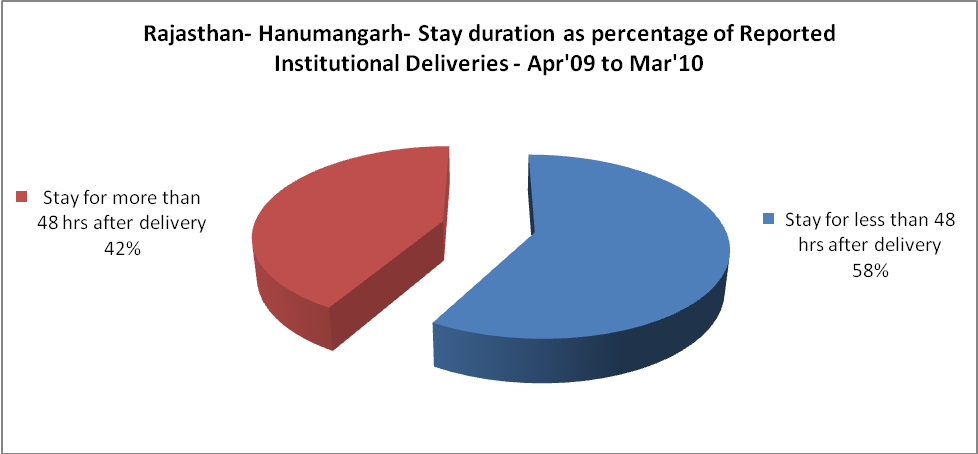 Rajasthan- Hanumangarh- Stay duration as percentage of Reported
Institutional Deliveries - Apr'09 to Mar'10
Stay for more than
48 hrs after delivery
42%
Stay for less than 48
hrs after delivery
58%